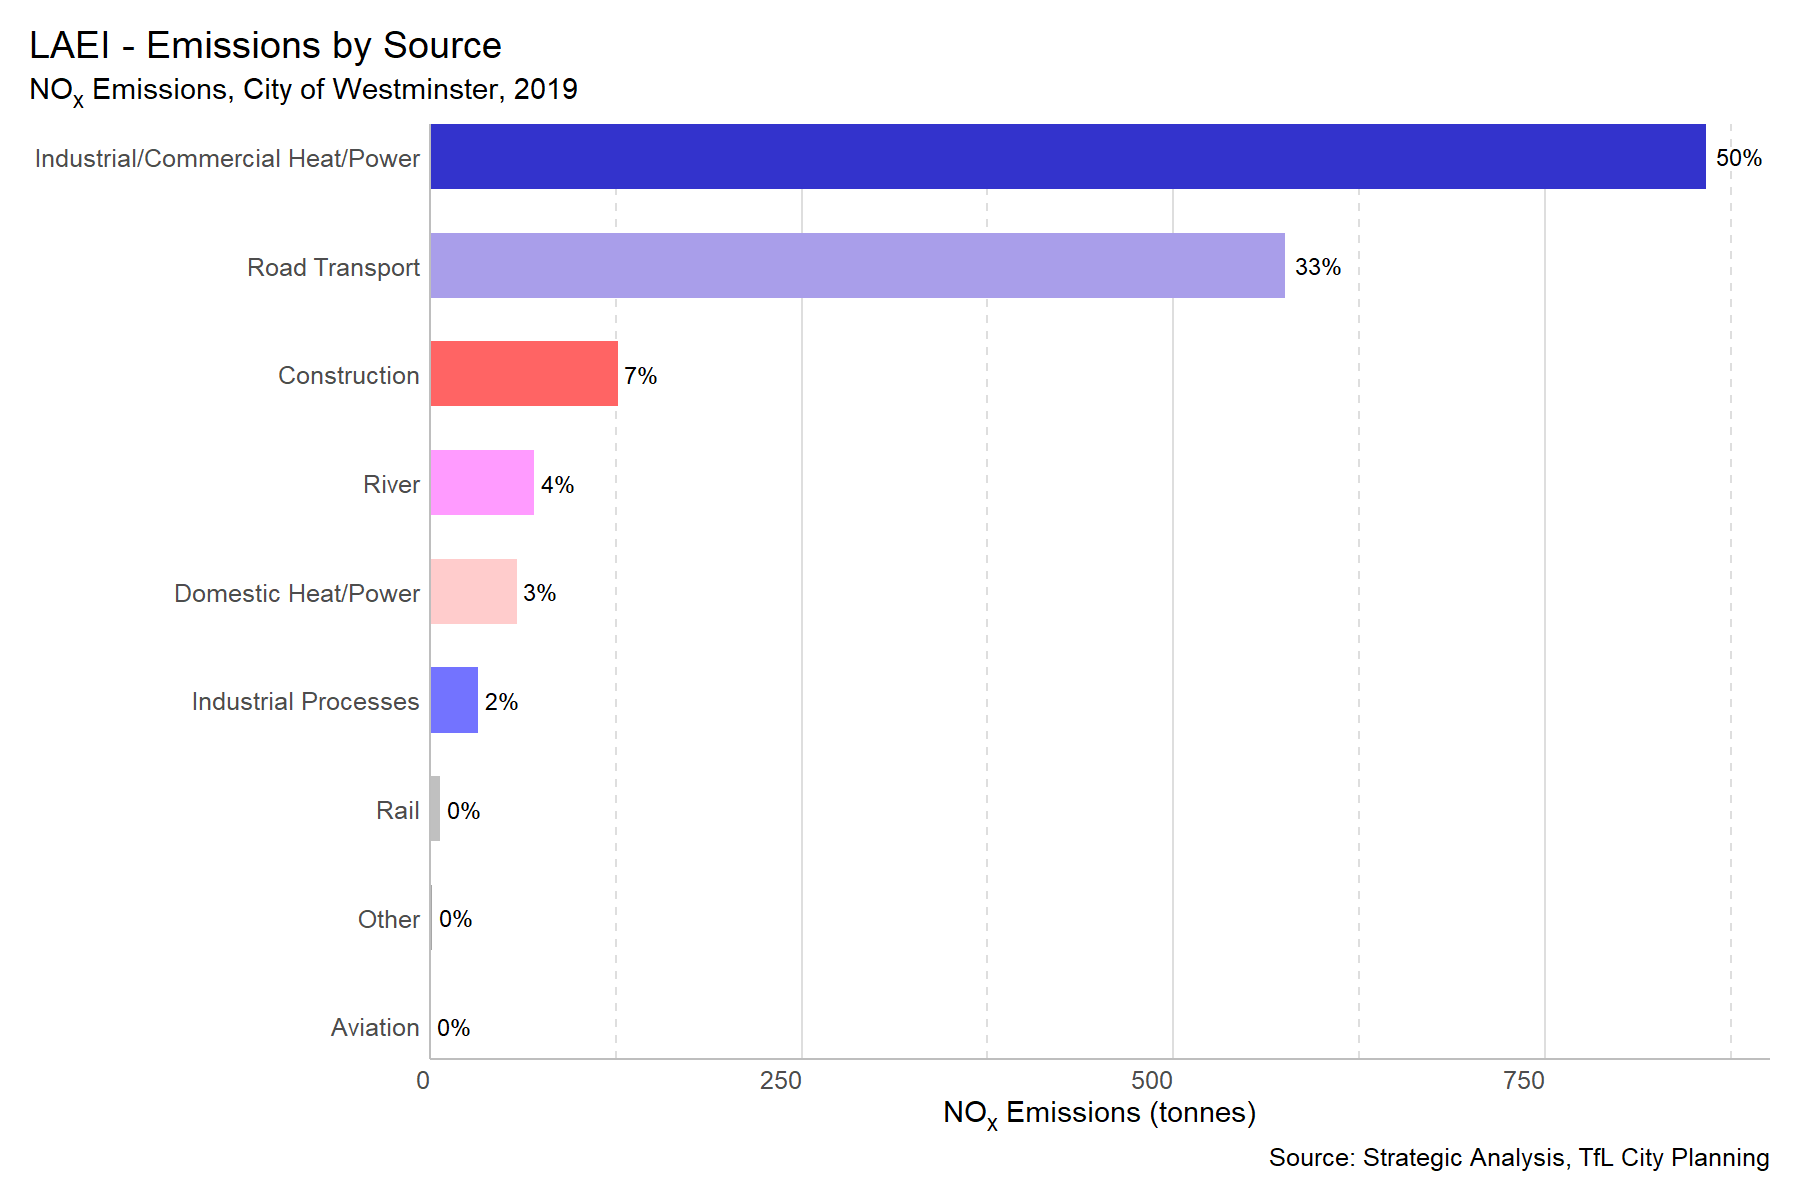 LAEI - Emissions by Source
NOx Emissions, City of Westminster, 2019
Industrial/Commercial Heat/Power 50%
Road Transport 33%
Construction 7%
River 4%
Domestic Heat/Power 3%
Industrial Processes 2%
Rail 0%
Other 0%
Aviation 0%
0 250 500 750
NOx Emissions (tonnes)
Source: Strategic Analysis, TfL City Planning